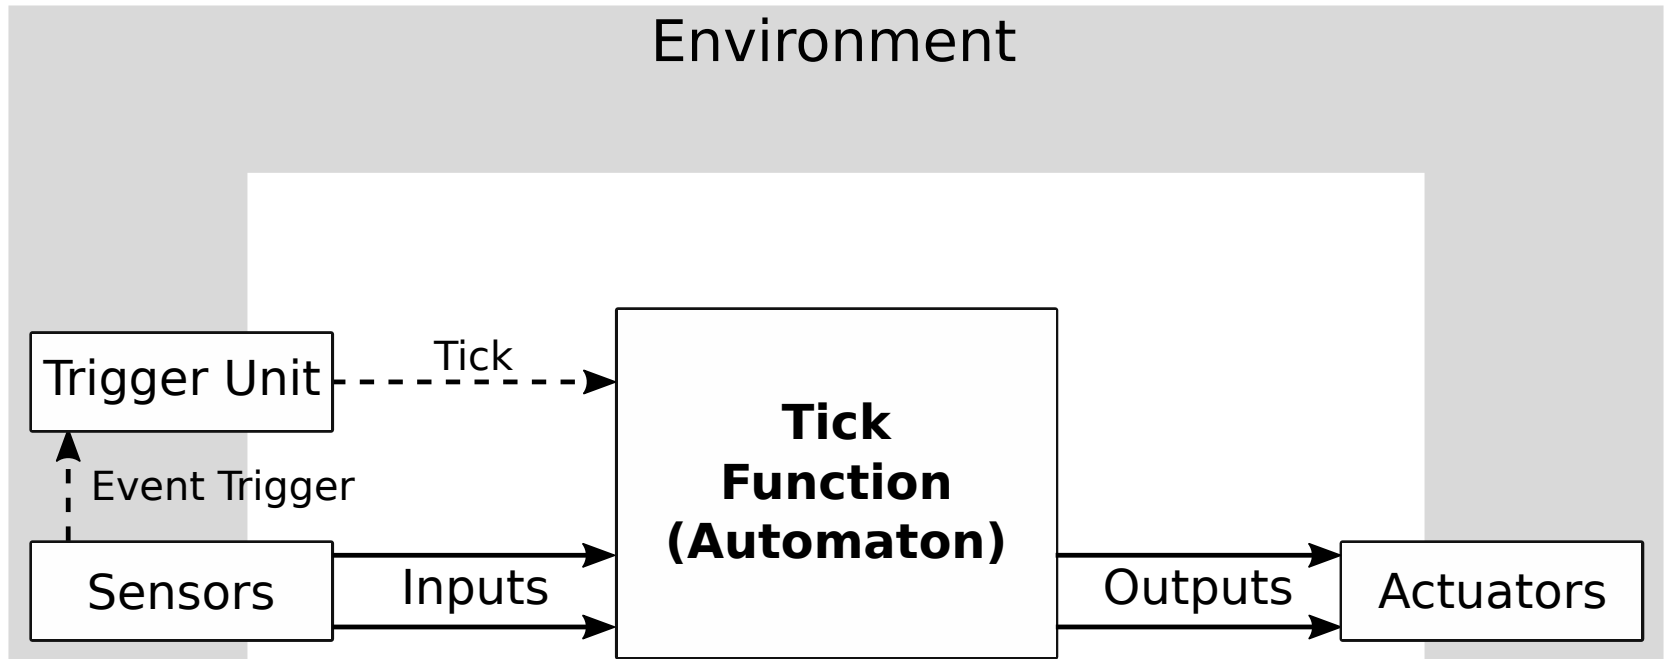 Environment
Trigger Unit
Tick
Event Trigger
Tick
Function
(Automaton)
Sensors
Inputs
Outputs
Actuators